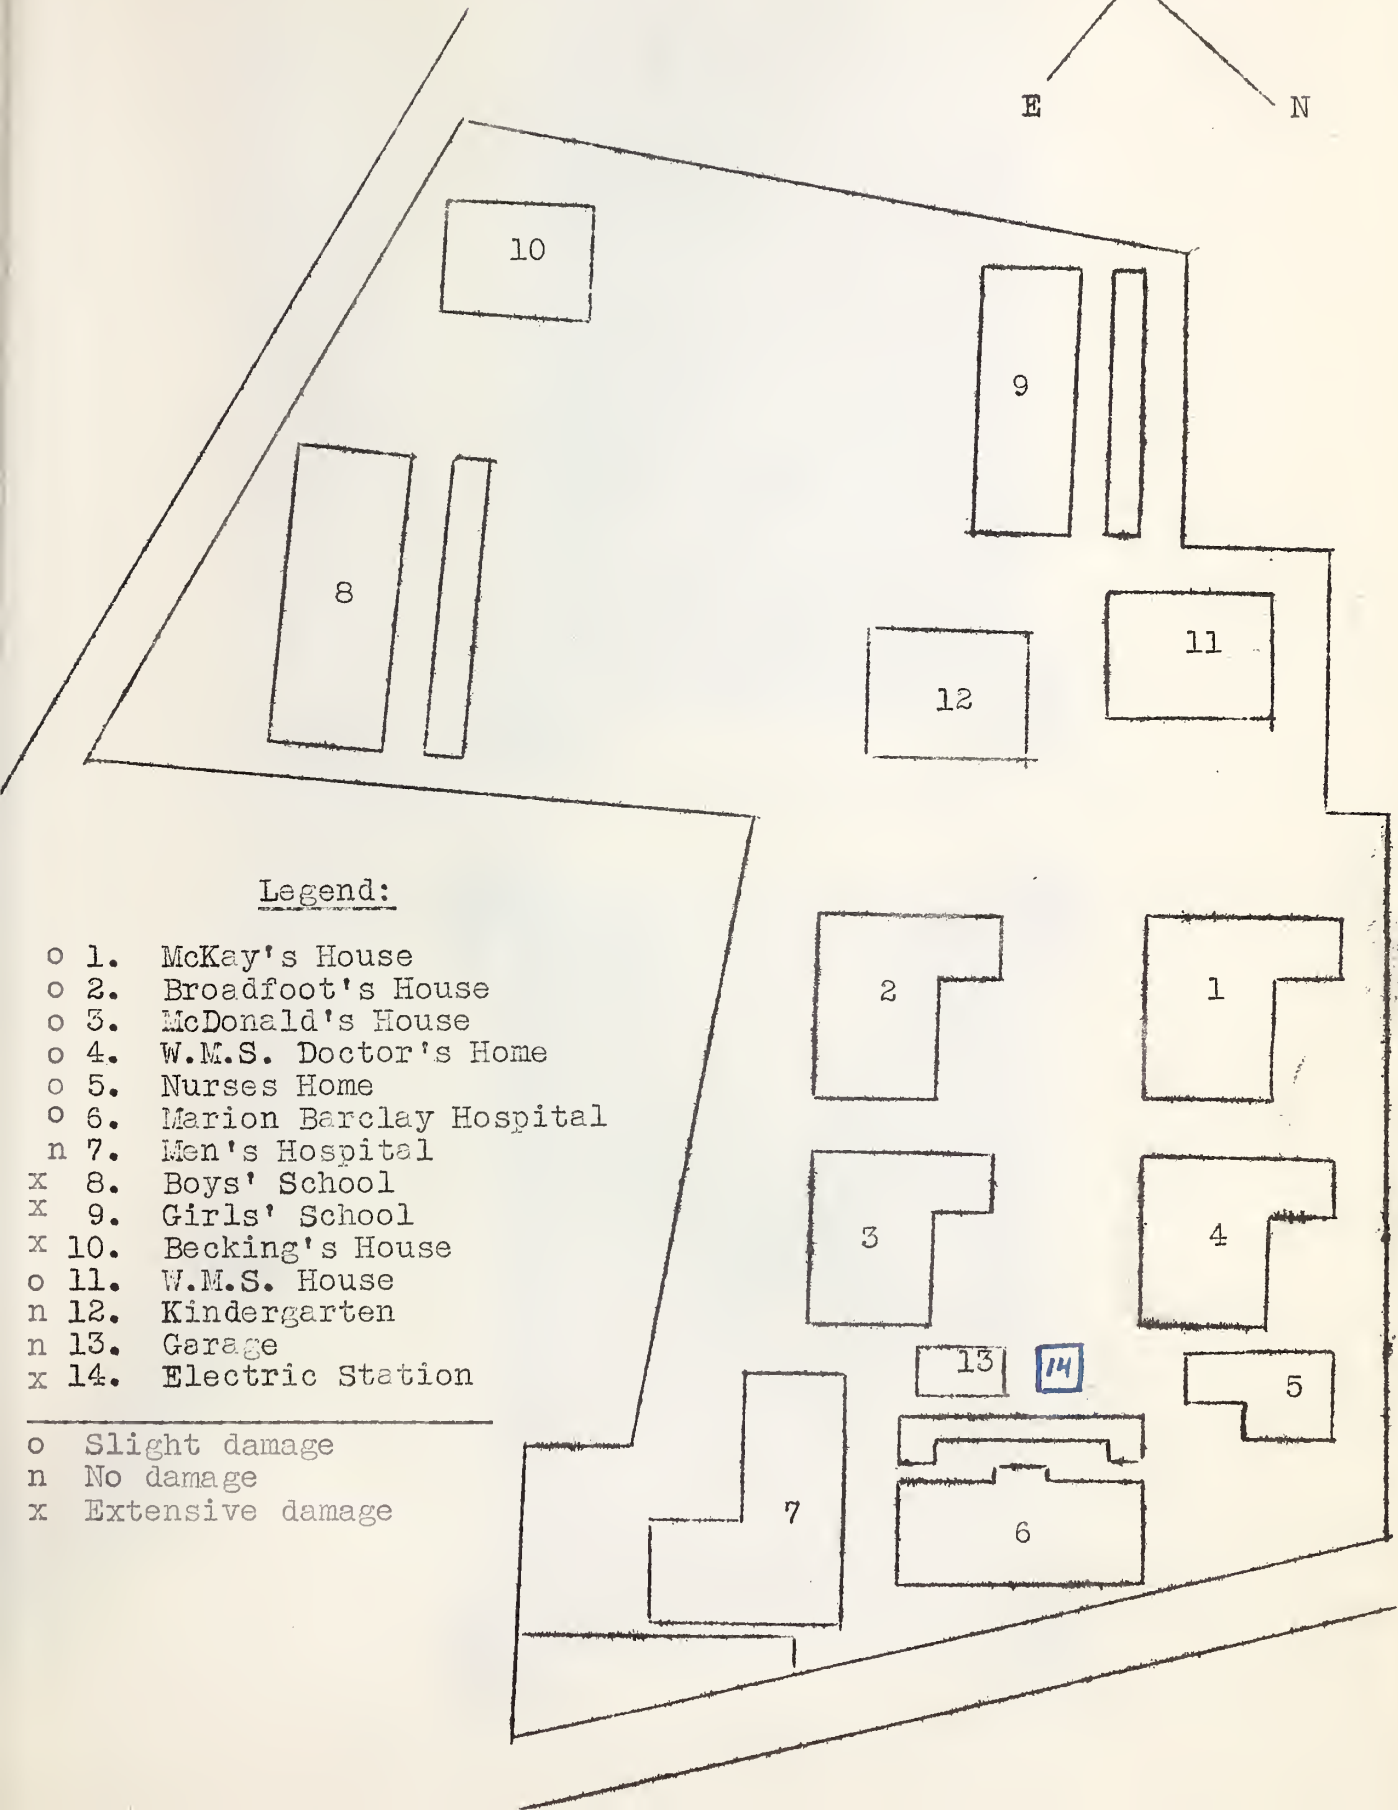 E N
10
9
8
11
12
Legend:
o 1. McKay's House
o 2. Broadfoot's House
o 3. McDonald's House
o 4. W.M.S. Doctor's Home
o 5. Nurses Home
o 6. Marion Barclay Hospital
n 7. Men's Hospital
x 8. Boys' School
x 9. Girls' School
x 10. Becking's House
o 11. W.M.S. House
n 12. Kindergarten
n 13. Garage
x 14. Electric Station
o Slight damage
n No damage
x Extensive damage
2 1
3 4
13 14 5
7 6